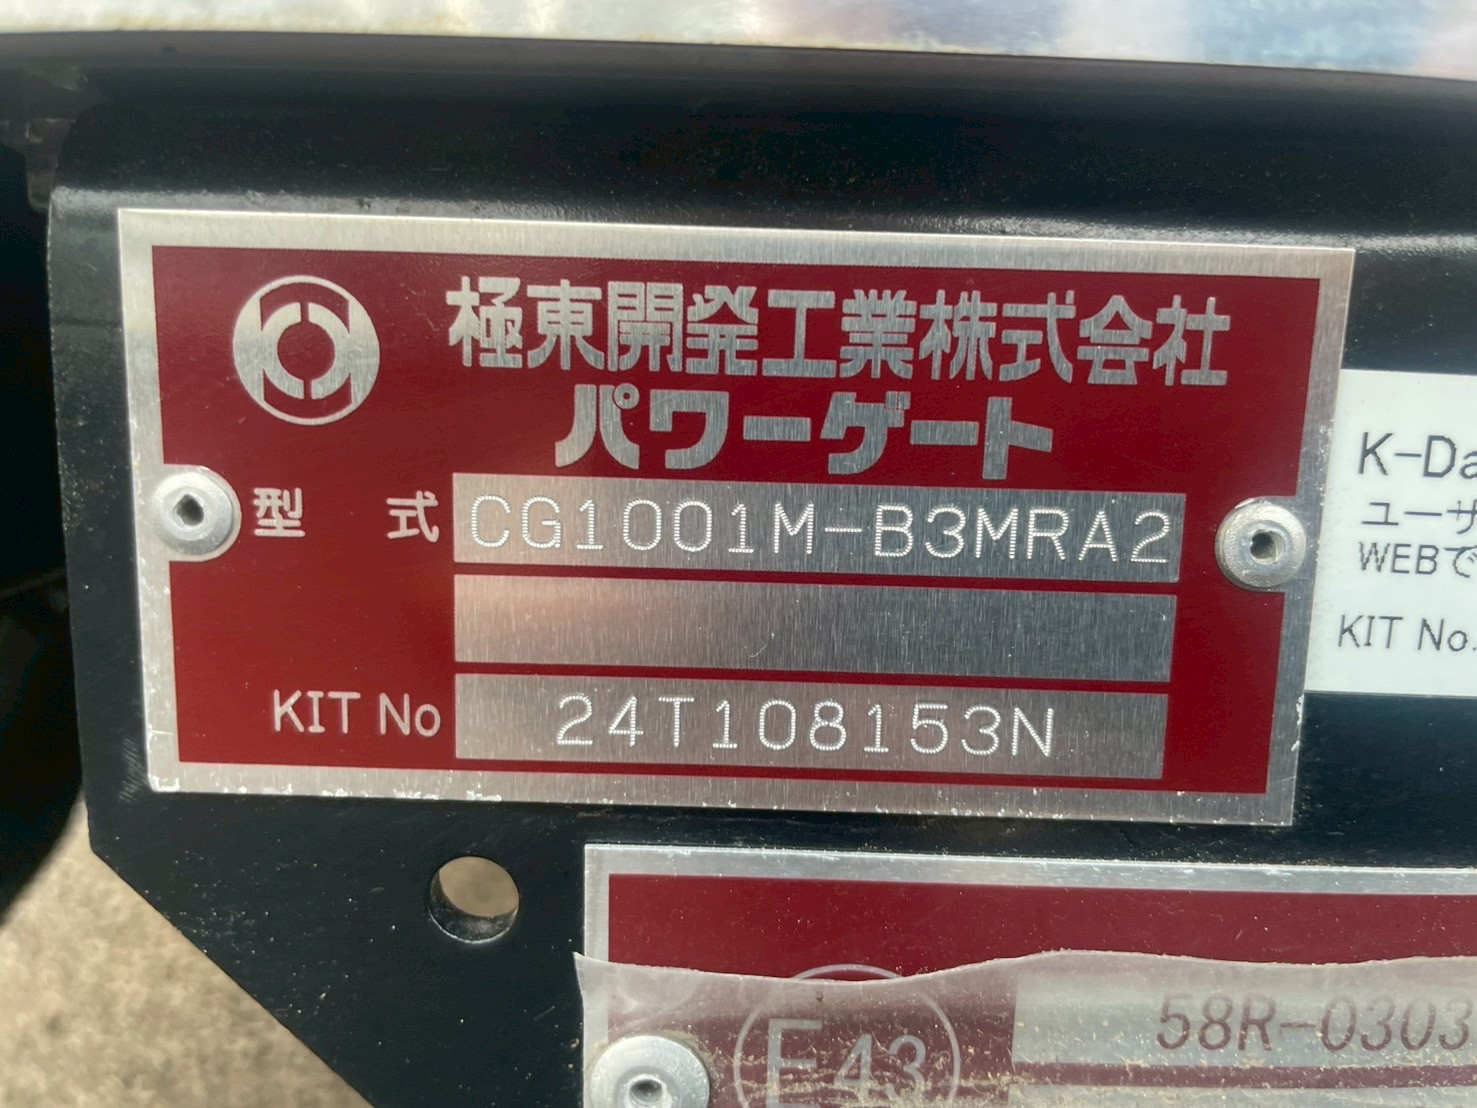 極東開発工業株式会社
パワーゲート
型 式 CG1001M-B3MRA2
KIT No 24T108153N
K-Da
ユーサ
WEBで
KIT No.
E43
58R-0303